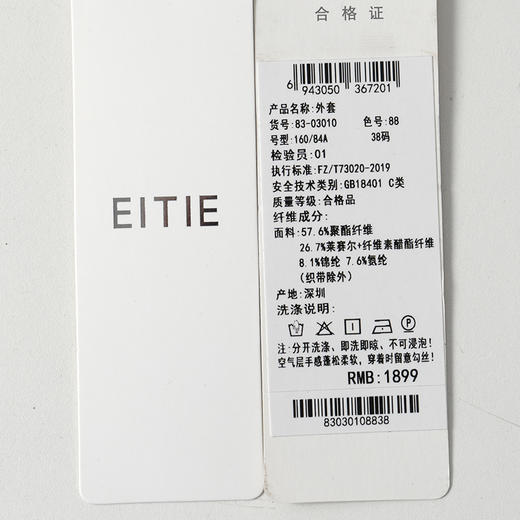 EITIE
合格证
6 943050 367201
产品名称:外套
货号:83-03010 色号:88
号型:160/84A 38码
检验员:01
执行标准:FZ/T73020-2019
安全技术类别:GB18401 C类
质量等级:合格品
纤维成分:
面料:57.6%聚酯纤维
26.7%莱赛尔+纤维素醋酯纤维
8.1%锦纶 7.6%氨纶
(织带除外)
产地:深圳
洗涤说明:
P
注:分开洗涤、即洗即晾、不可浸泡!
空气层手感蓬松柔软,穿着时留意勾丝!
RMB:1899
83030108838